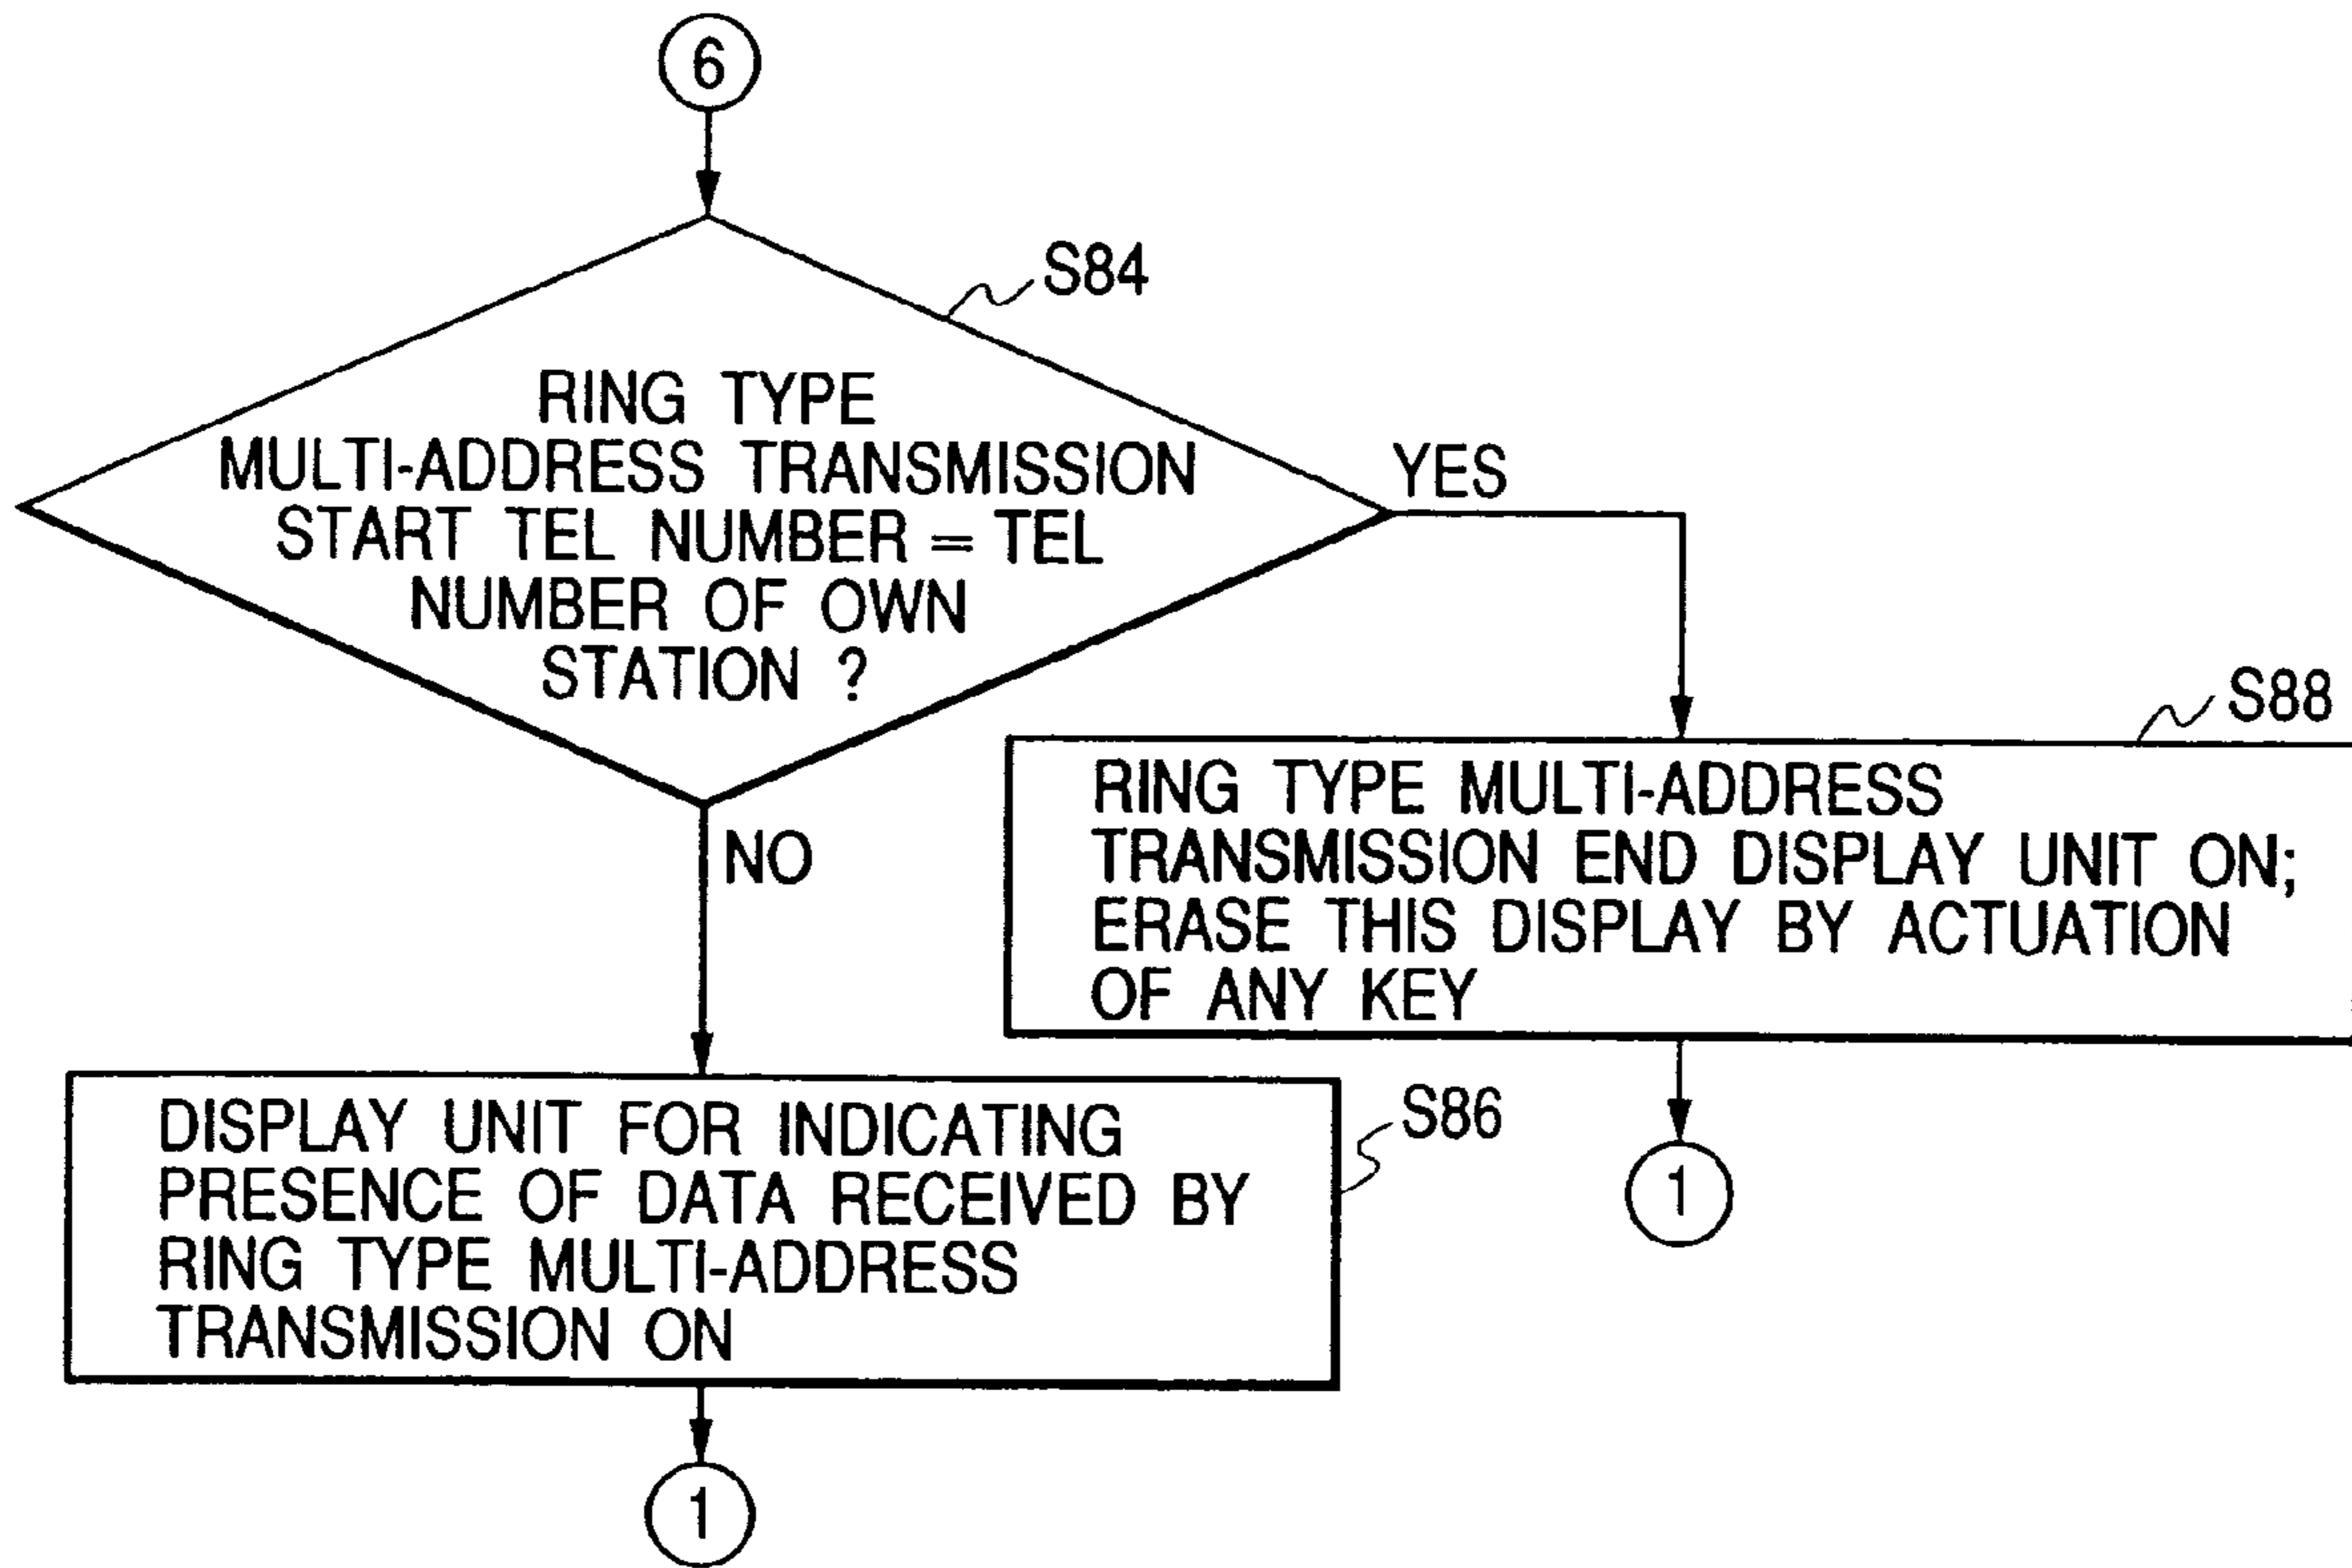 6
S84
RING TYPE
MULTI-ADDRESS TRANSMISSION
START TEL NUMBER = TEL
NUMBER OF OWN
STATION ?
YES
NO
S88
RING TYPE MULTI-ADDRESS
TRANSMISSION END DISPLAY UNIT ON;
ERASE THIS DISPLAY BY ACTUATION
OF ANY KEY
1
S86
DISPLAY UNIT FOR INDICATING
PRESENCE OF DATA RECEIVED BY
RING TYPE MULTI-ADDRESS
TRANSMISSION ON
1